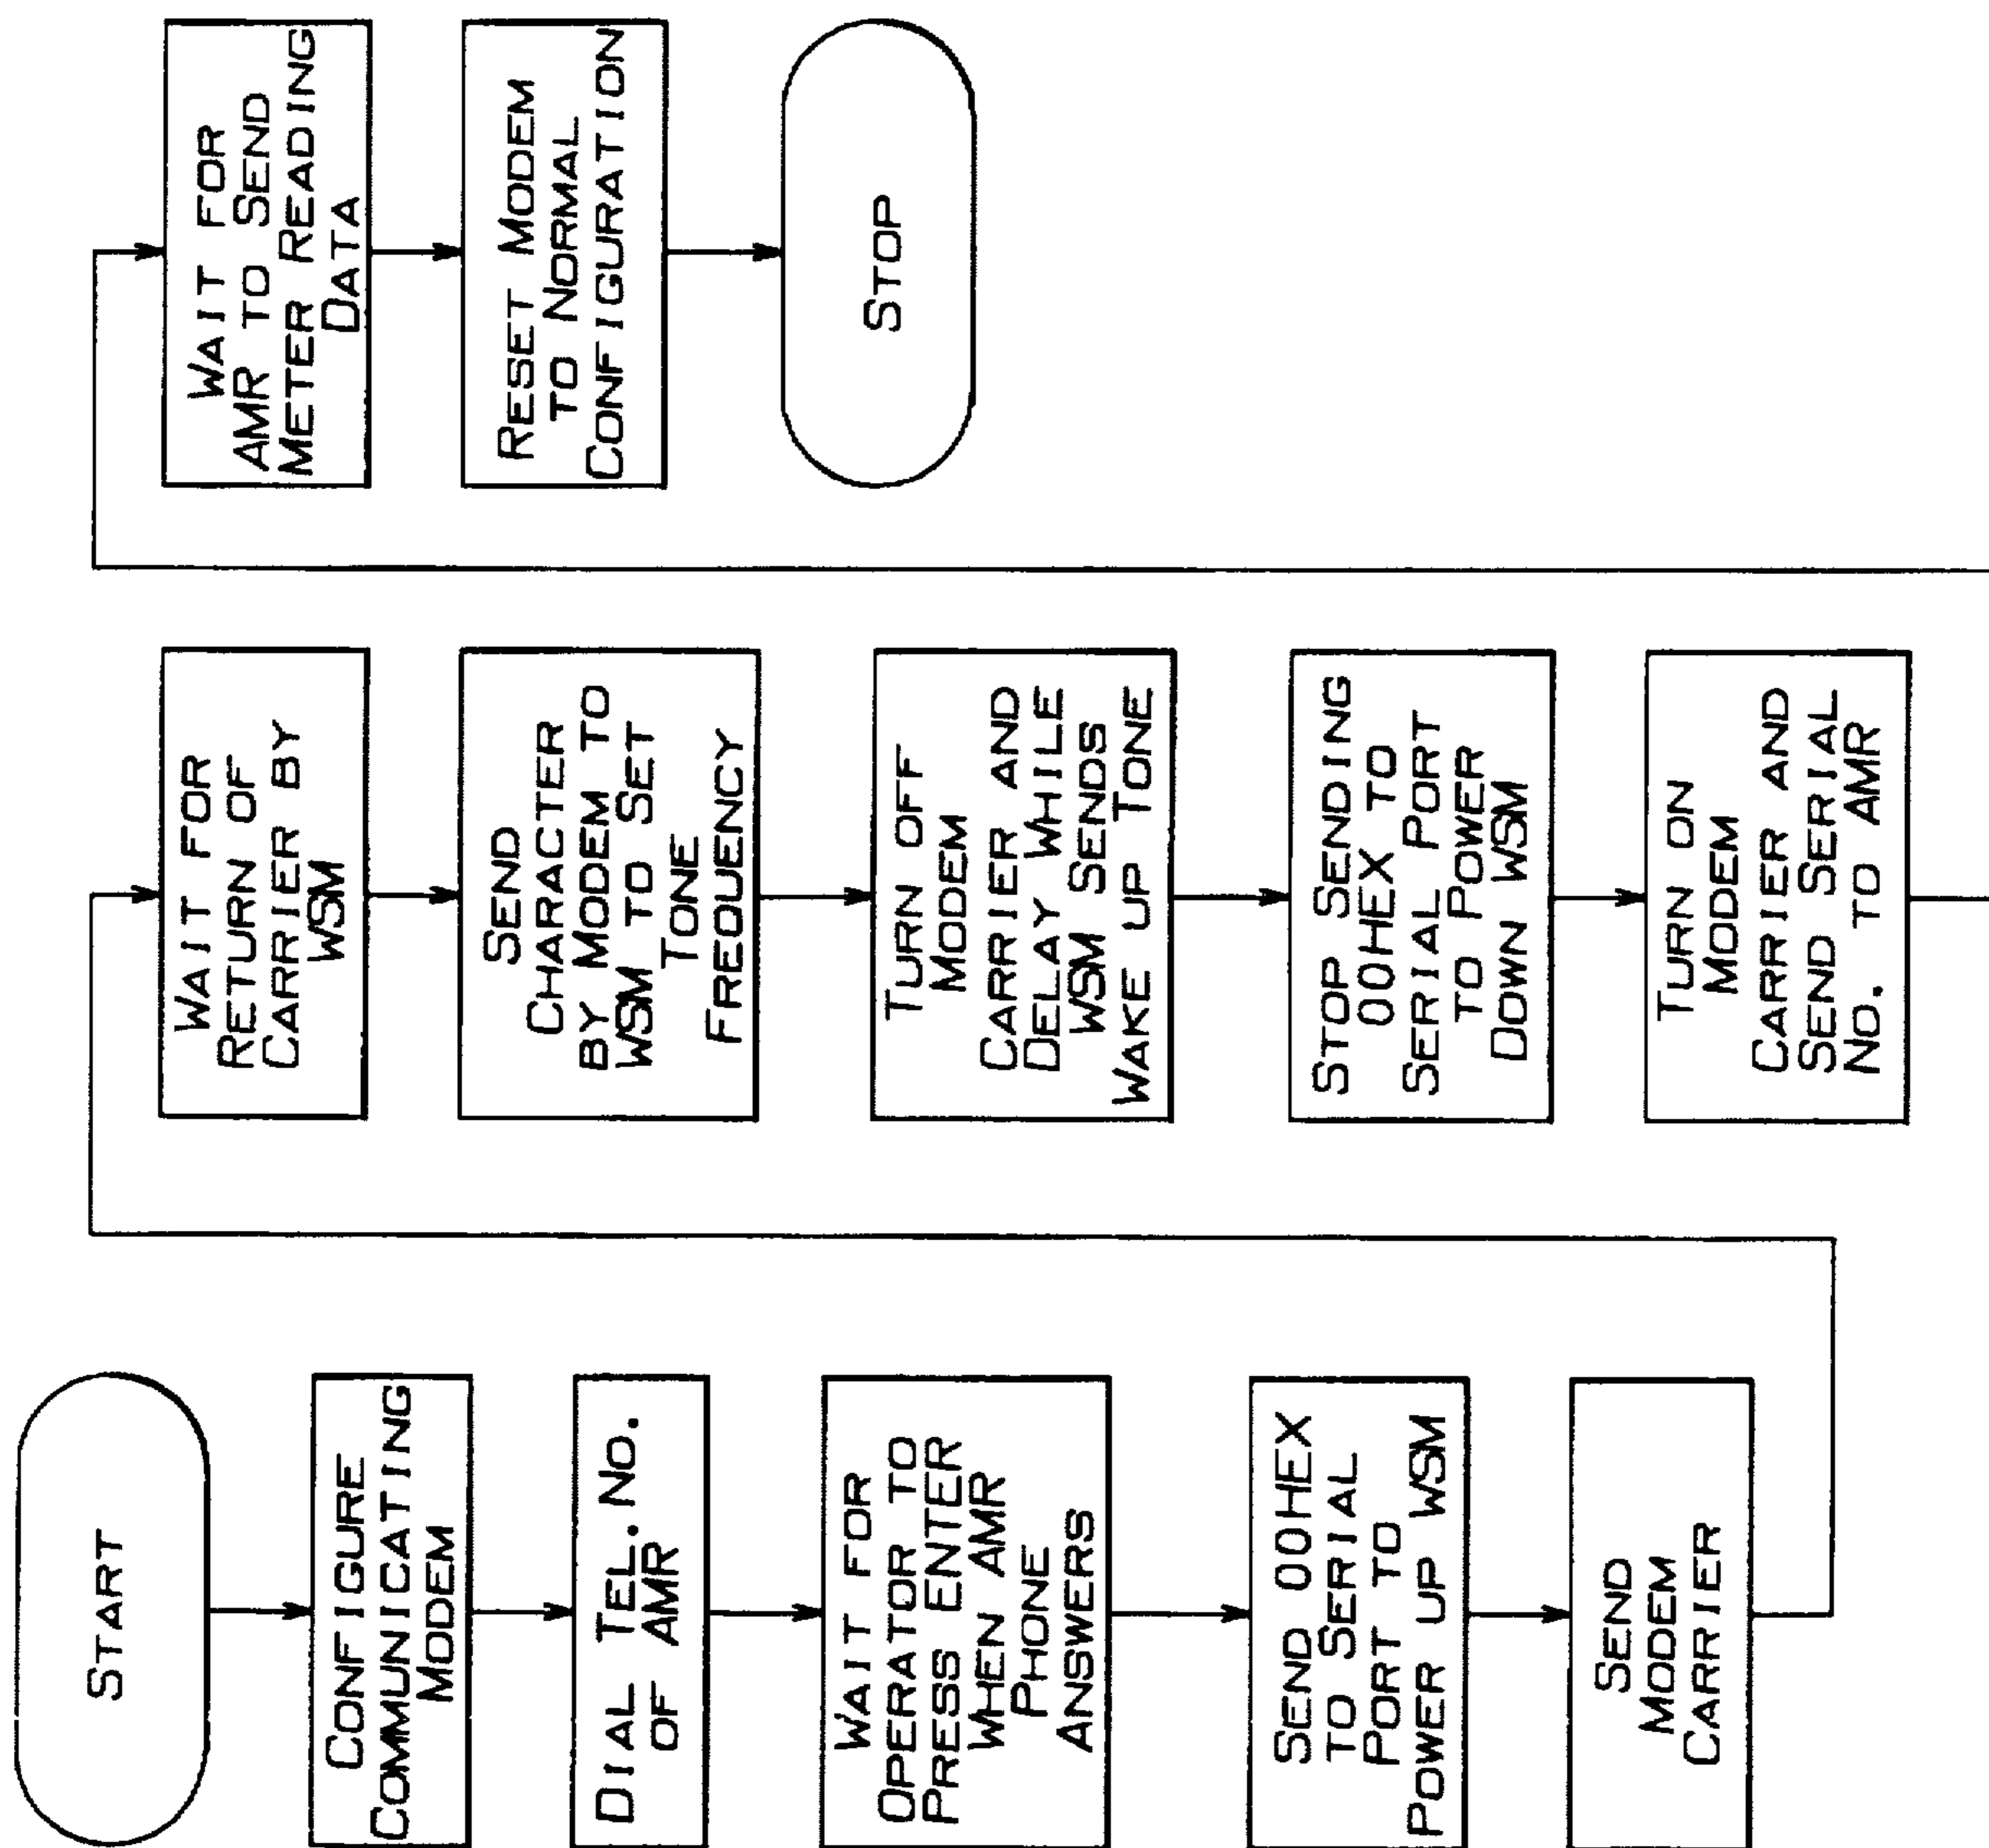 START
CONFIGURE
COMMUNICATING
MODEM
DIAL TEL. NO.
OF AMR
WAIT FOR
OPERATOR TO
PRESS ENTER
WHEN AMR
PHONE
ANSWERS
SEND 00HEX
TO SERIAL
PORT TO
POWER UP WSM
SEND
MODEM
CARRIER
WAIT FOR
RETURN OF
CARRIER BY
WSM
SEND
CHARACTER
BY MODEM TO
WSM TO SET
TONE
FREQUENCY
TURN OFF
MODEM
CARRIER AND
DELAY WHILE
WSM SENDS
WAKE UP TONE
STOP SENDING
00HEX TO
SERIAL PORT
TO POWER
DOWN WSM
TURN ON
MODEM
CARRIER AND
SEND SERIAL
NO. TO AMR
WAIT FOR
AMR TO SEND
METER READING
DATA
RESET MODEM
TO NORMAL
CONFIGURATION
STOP